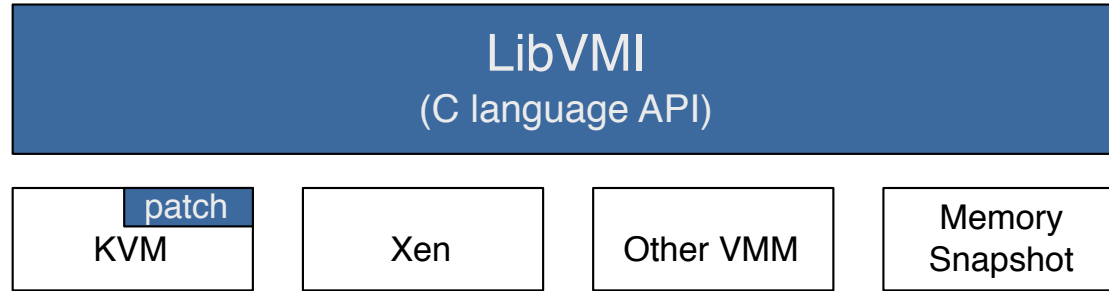 LibVMI
(C language API)
patch
KVM
Xen
Other VMM
Memory
Snapshot